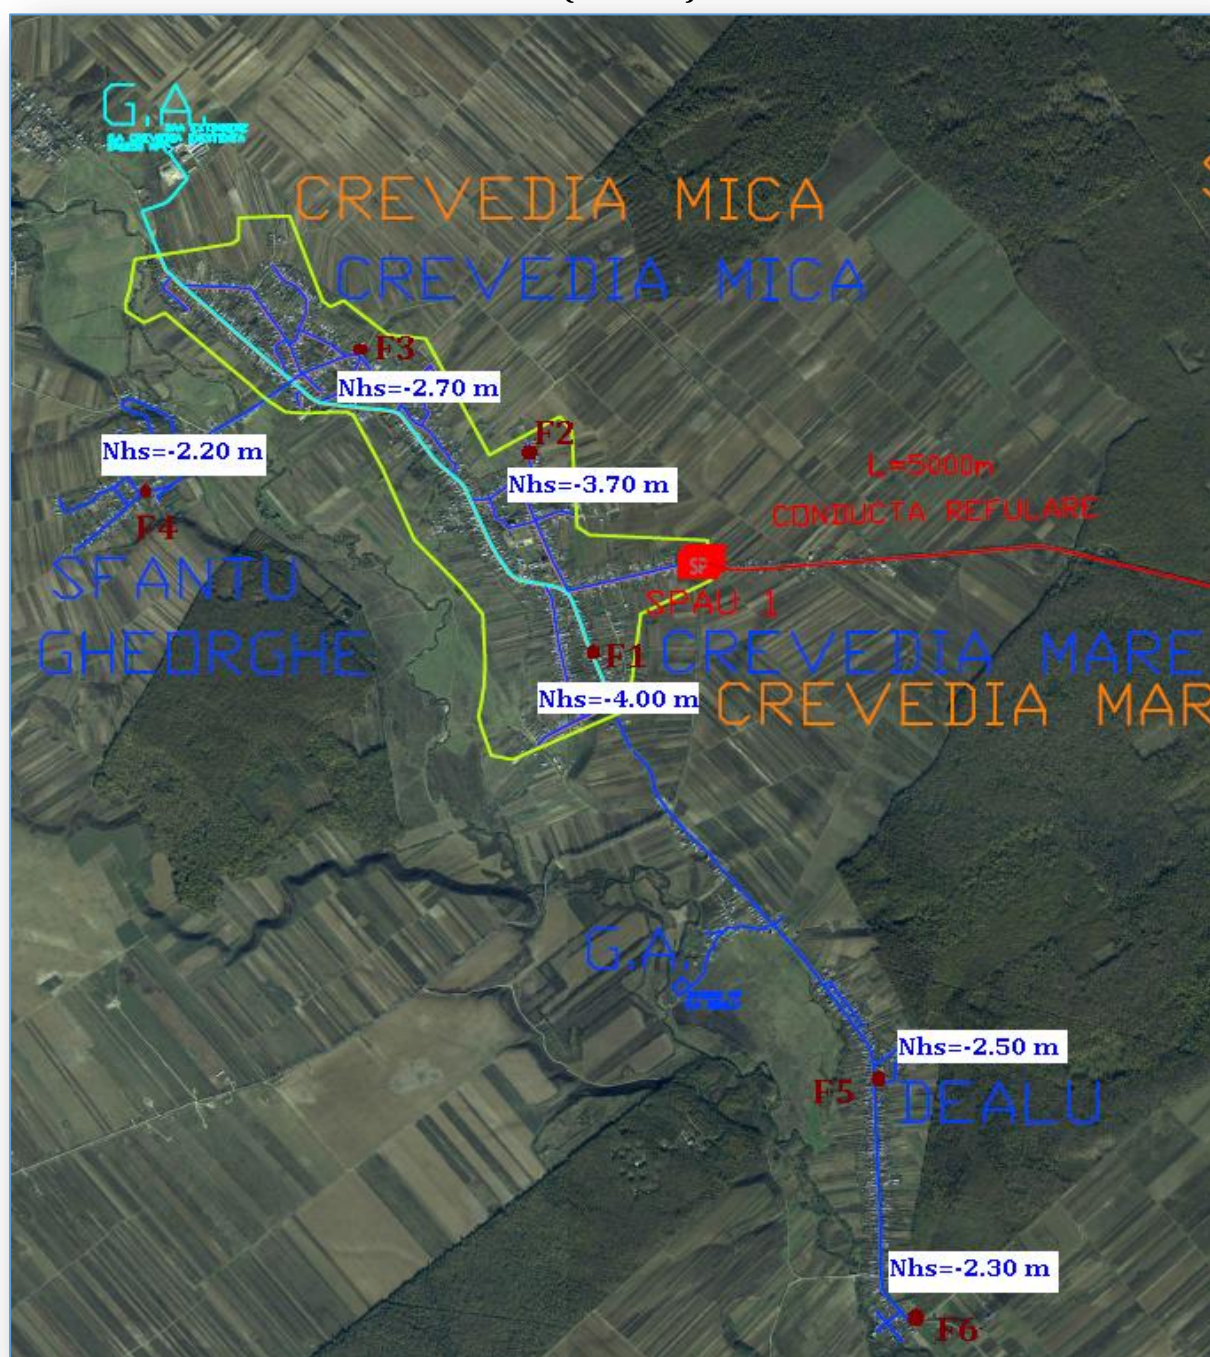 G.A.
CREVEDIA MICA
CREVEDIA MICA
F3
Nhs=-2.70 m
F2
Nhs=-2.20 m
Nhs=-3.70 m
L=5000m
CONDUCTA REFULARE
F4
SFANTU
GHEORGHE
SP
SPAU 1
F1
CREVEDIA MARE
Nhs=-4.00 m
CREVEDIA MAR
G.A.
Nhs=-2.50 m
F5
DEALU
Nhs=-2.30 m
F6